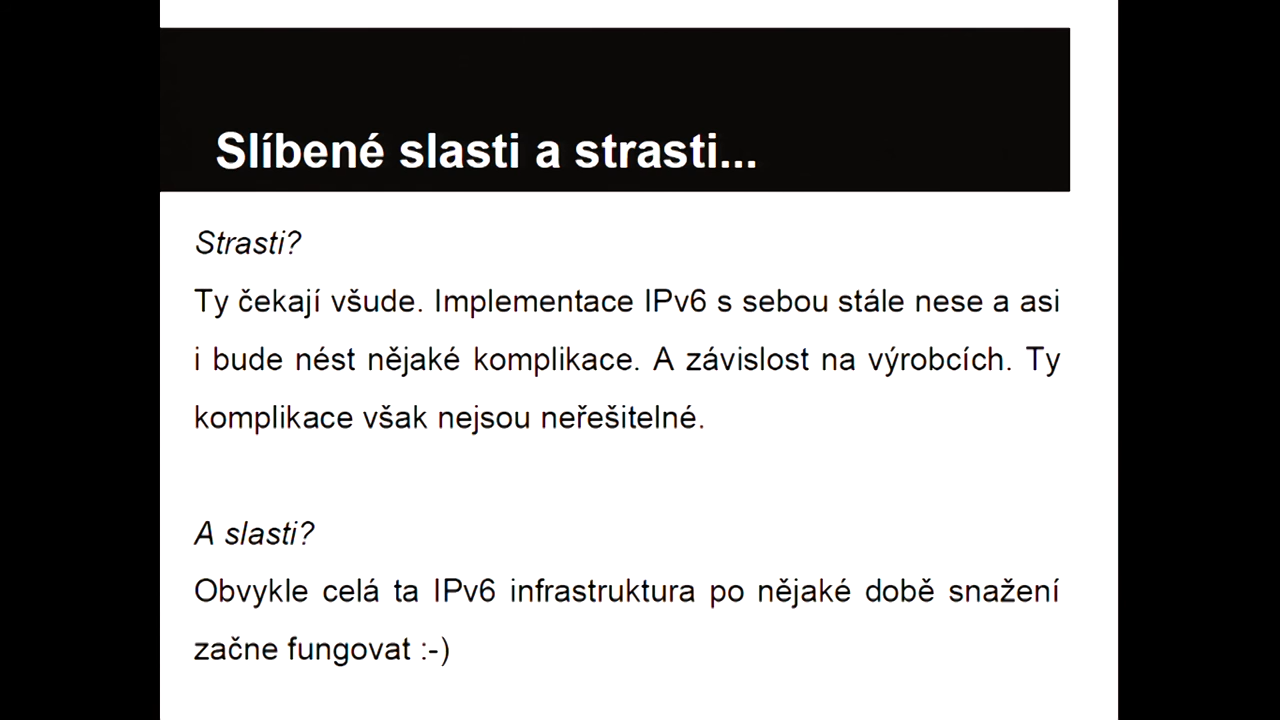 Slíbené slasti a strasti...
Strasti?
Ty čekají všude. Implementace IPv6 s sebou stále nese a asi
i bude nést nějaké komplikace. A závislost na výrobcích. Ty
komplikace však nejsou neřešitelné.
A slasti?
Obvykle celá ta IPv6 infrastruktura po nějaké době snažení
začne fungovat :-)